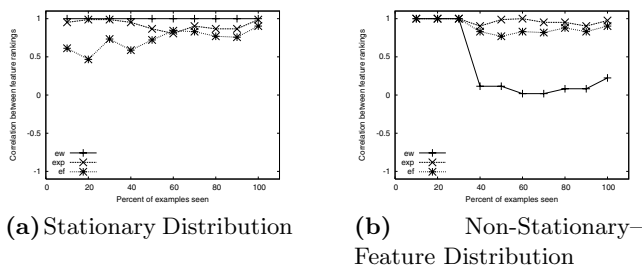 Correlation between feature rankings
1
0.5
0
-0.5
-1
ew
exp
ef
20 40 60 80 100
Percent of examples seen
(a) Stationary Distribution
Correlation between feature rankings
1
0.5
0
-0.5
-1
ew
exp
ef
20 40 60 80 100
Percent of examples seen
(b) Non-Stationary–
Feature Distribution